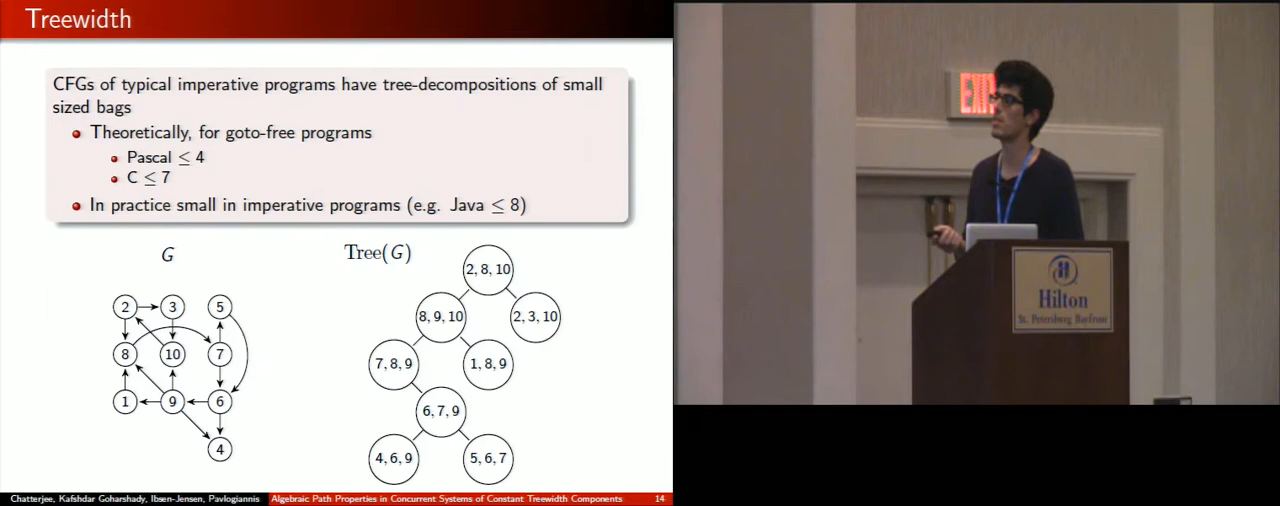 Treewidth
CFGs of typical imperative programs have tree-decompositions of small
sized bags
Theoretically, for goto-free programs
Pascal ≤ 4
C ≤ 7
In practice small in imperative programs (e.g. Java ≤ 8)
G
Tree(G)
2 3 5
8 10 7
1 9 6
4
2, 8, 10
8, 9, 10
2, 3, 10
7, 8, 9
1, 8, 9
6, 7, 9
4, 6, 9
5, 6, 7
Chatterjee, Kafshdar Goharshady, Ibsen-Jensen, Pavlogiannis
Algebraic Path Properties in Concurrent Systems of Constant Treewidth Components
14
EXIT
Hilton
St. Petersburg Bayfront